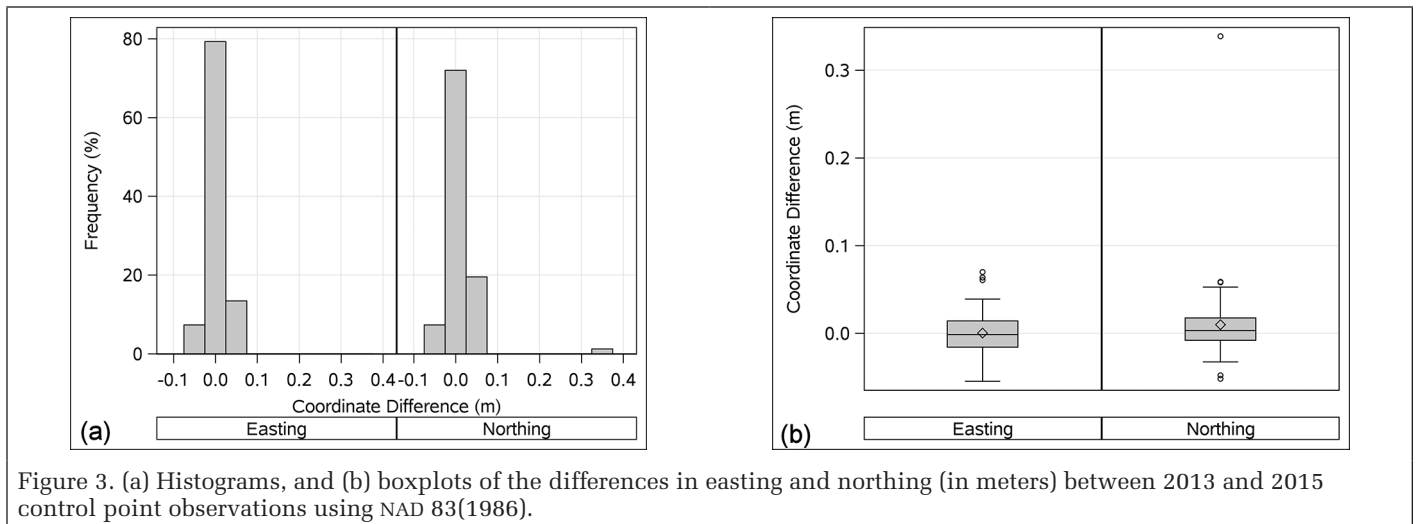 80
60
40
20
0
Frequency (%)
-0.1 0.0 0.1 0.2 0.3 0.4 -0.1 0.0 0.1 0.2 0.3 0.4
Coordinate Difference (m)
(a) Easting Northing
0.3
0.2
0.1
0.0
Coordinate Difference (m)
(b) Easting Northing
Figure 3. (a) Histograms, and (b) boxplots of the differences in easting and northing (in meters) between 2013 and 2015
control point observations using NAD 83(1986).